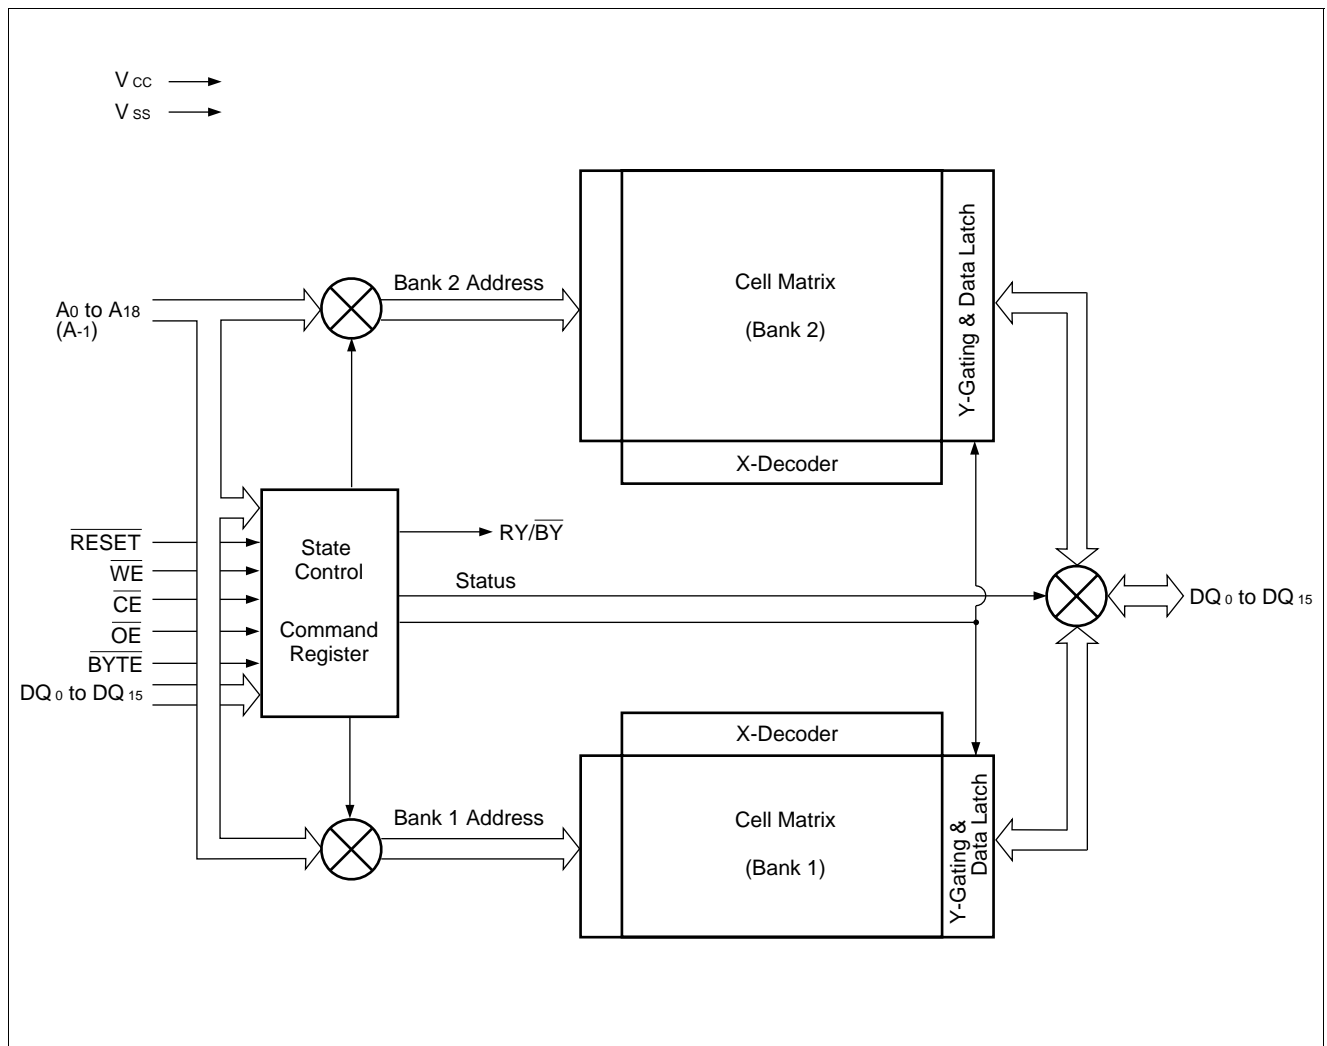 V CC
V SS
Bank 2 Address
A0 to A18
(A-1)
Cell Matrix
(Bank 2)
Y-Gating & Data Latch
X-Decoder
RESET
WE
CE
OE
BYTE
DQ 0 to DQ 15
State
Control
Command
Register
RY/BY
Status
DQ 0 to DQ 15
X-Decoder
Bank 1 Address
Cell Matrix
(Bank 1)
Y-Gating &
Data Latch